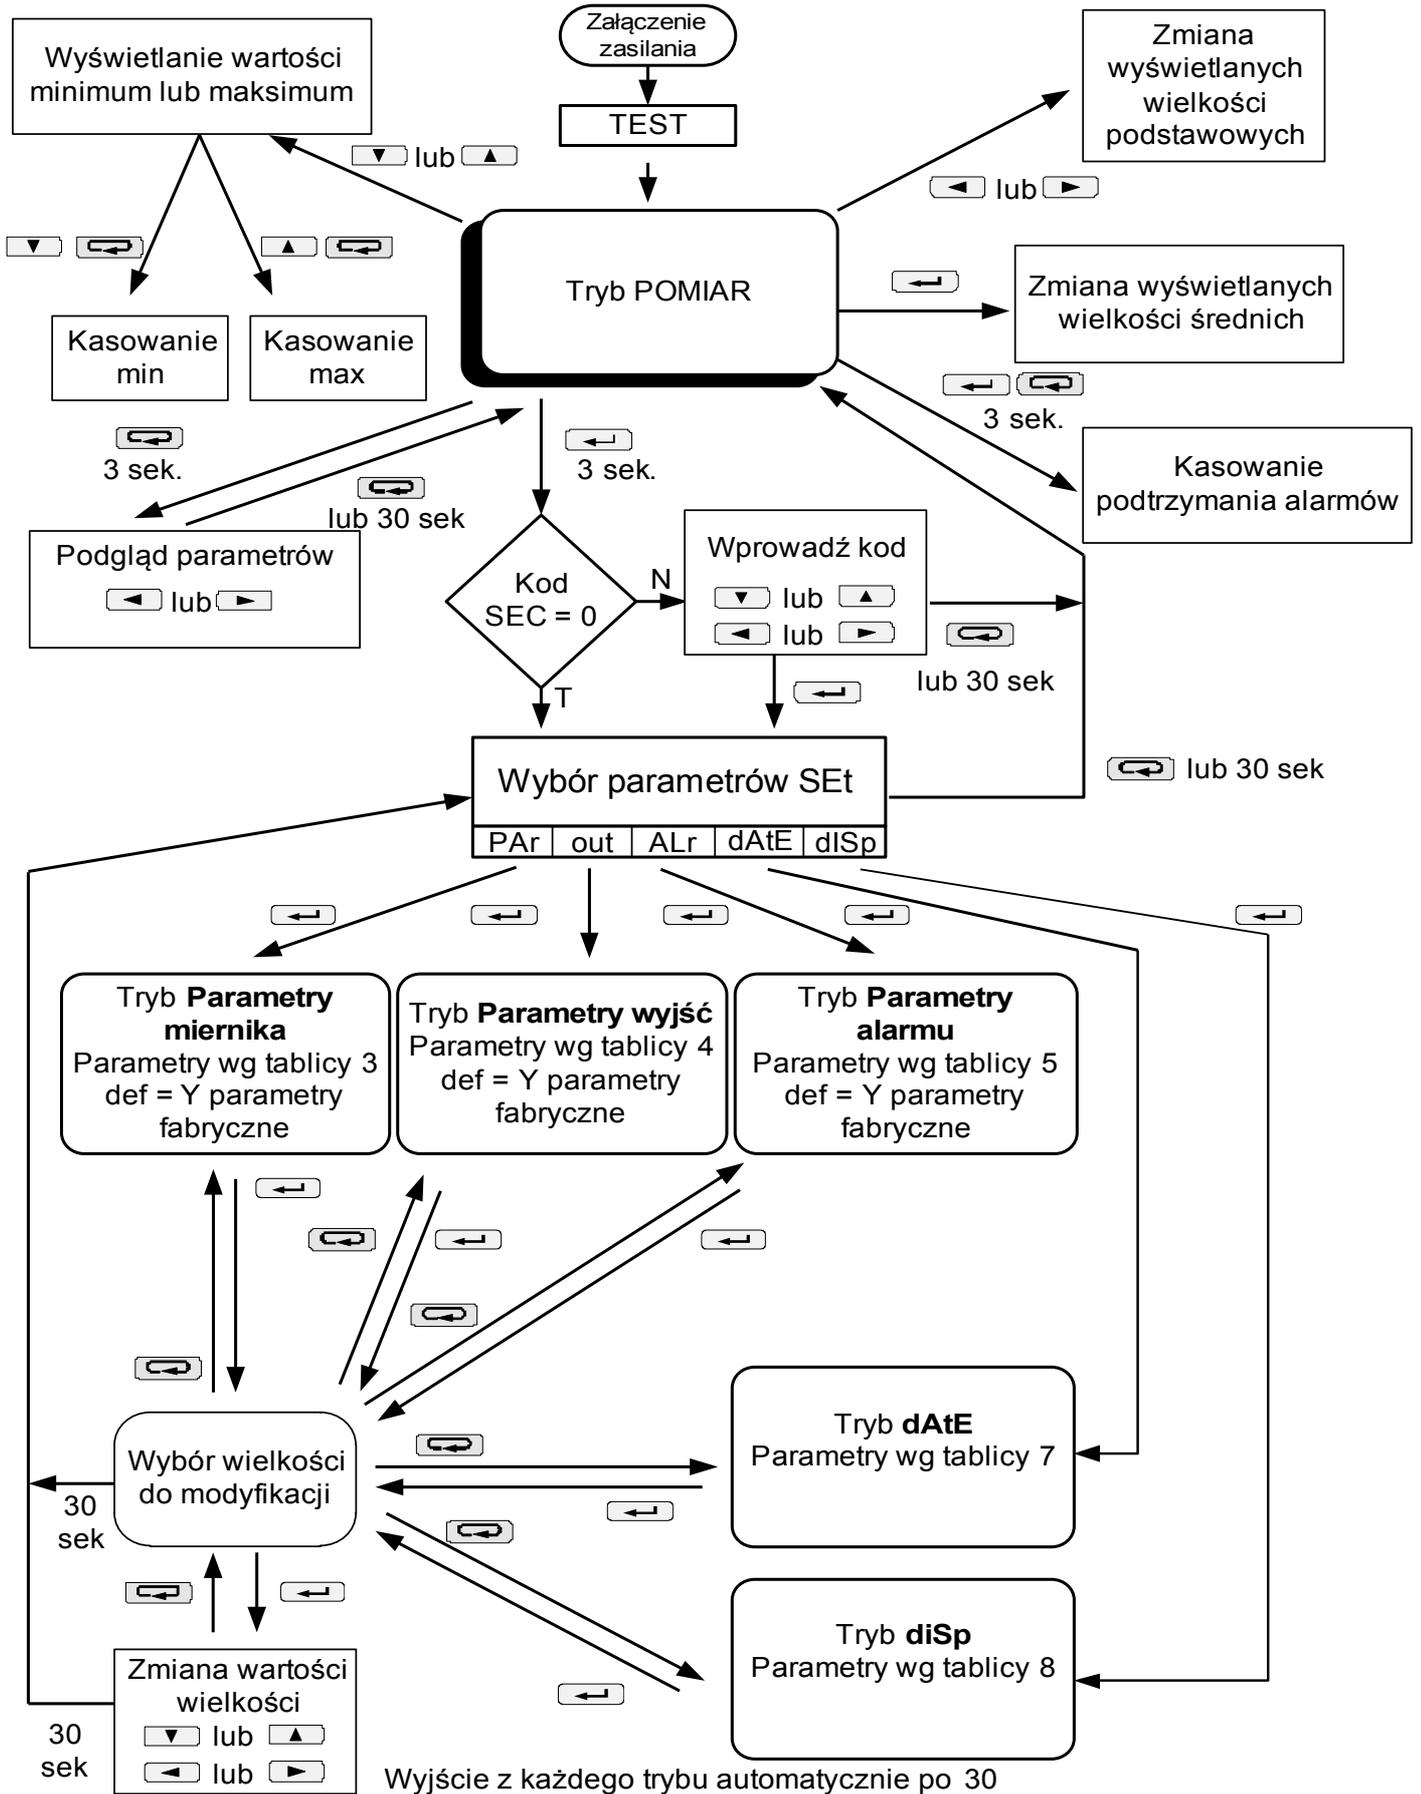 Załączenie
zasilania
TEST
Wyświetlanie wartości
minimum lub maksimum
Zmiana
wyświetlanych
wielkości
podstawowych
lub
lub
Tryb POMIAR
Zmiana wyświetlanych
wielkości średnich
Kasowanie
min
Kasowanie
max
3 sek.
Kasowanie
podtrzymania alarmów
3 sek.
lub 30 sek
3 sek.
Podgląd parametrów
lub
Kod
SEC = 0
N
T
Wprowadź kod
lub
lub
lub 30 sek
lub 30 sek
Wybór parametrów SEt
PAr out ALr dAtE dISp
Tryb Parametry
miernika
Parametry wg tablicy 3
def = Y parametry
fabryczne
Tryb Parametry wyjść
Parametry wg tablicy 4
def = Y parametry
fabryczne
Tryb Parametry
alarmu
Parametry wg tablicy 5
def = Y parametry
fabryczne
Tryb dAtE
Parametry wg tablicy 7
Wybór wielkości
do modyfikacji
30
sek
Tryb diSp
Parametry wg tablicy 8
Zmiana wartości
wielkości
lub
lub
30
sek
Wyjście z każdego trybu automatycznie po 30